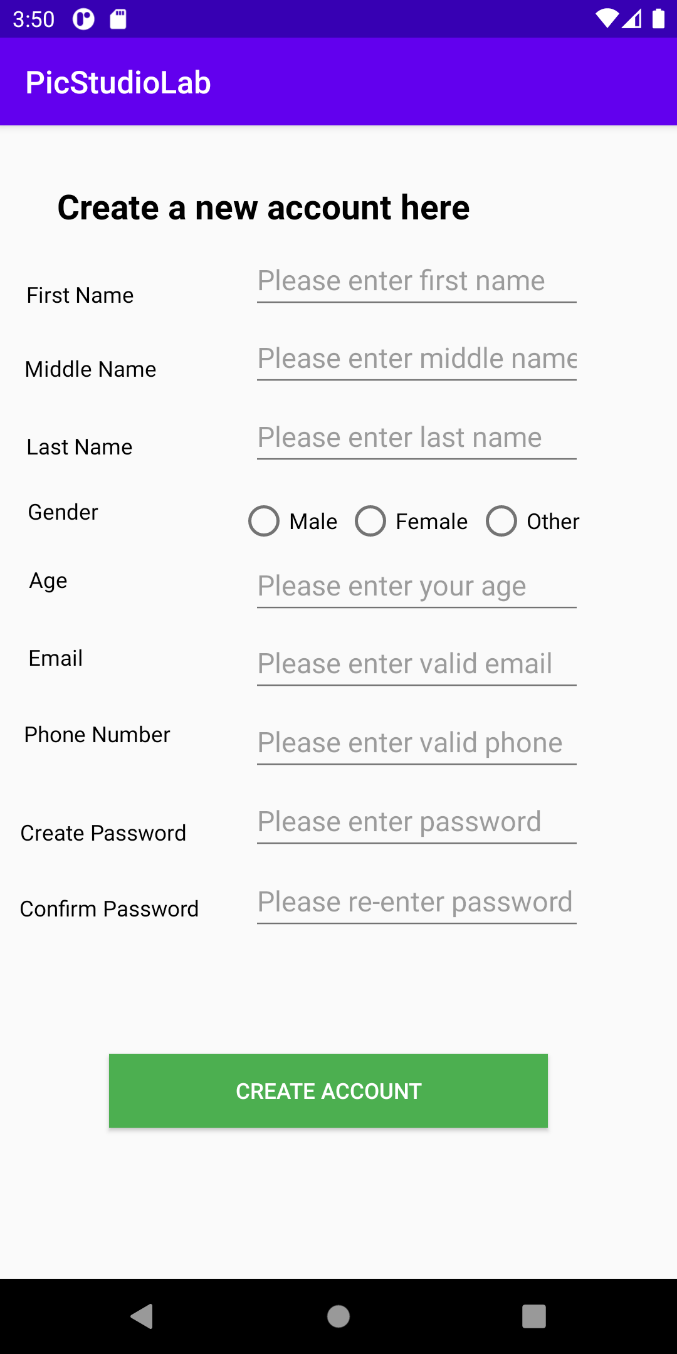 3:50
PicStudioLab
Create a new account here
First Name Please enter first name
Middle Name Please enter middle name
Last Name Please enter last name
Gender Male Female Other
Age Please enter your age
Email Please enter valid email
Phone Number Please enter valid phone
Create Password Please enter password
Confirm Password Please re-enter password
CREATE ACCOUNT